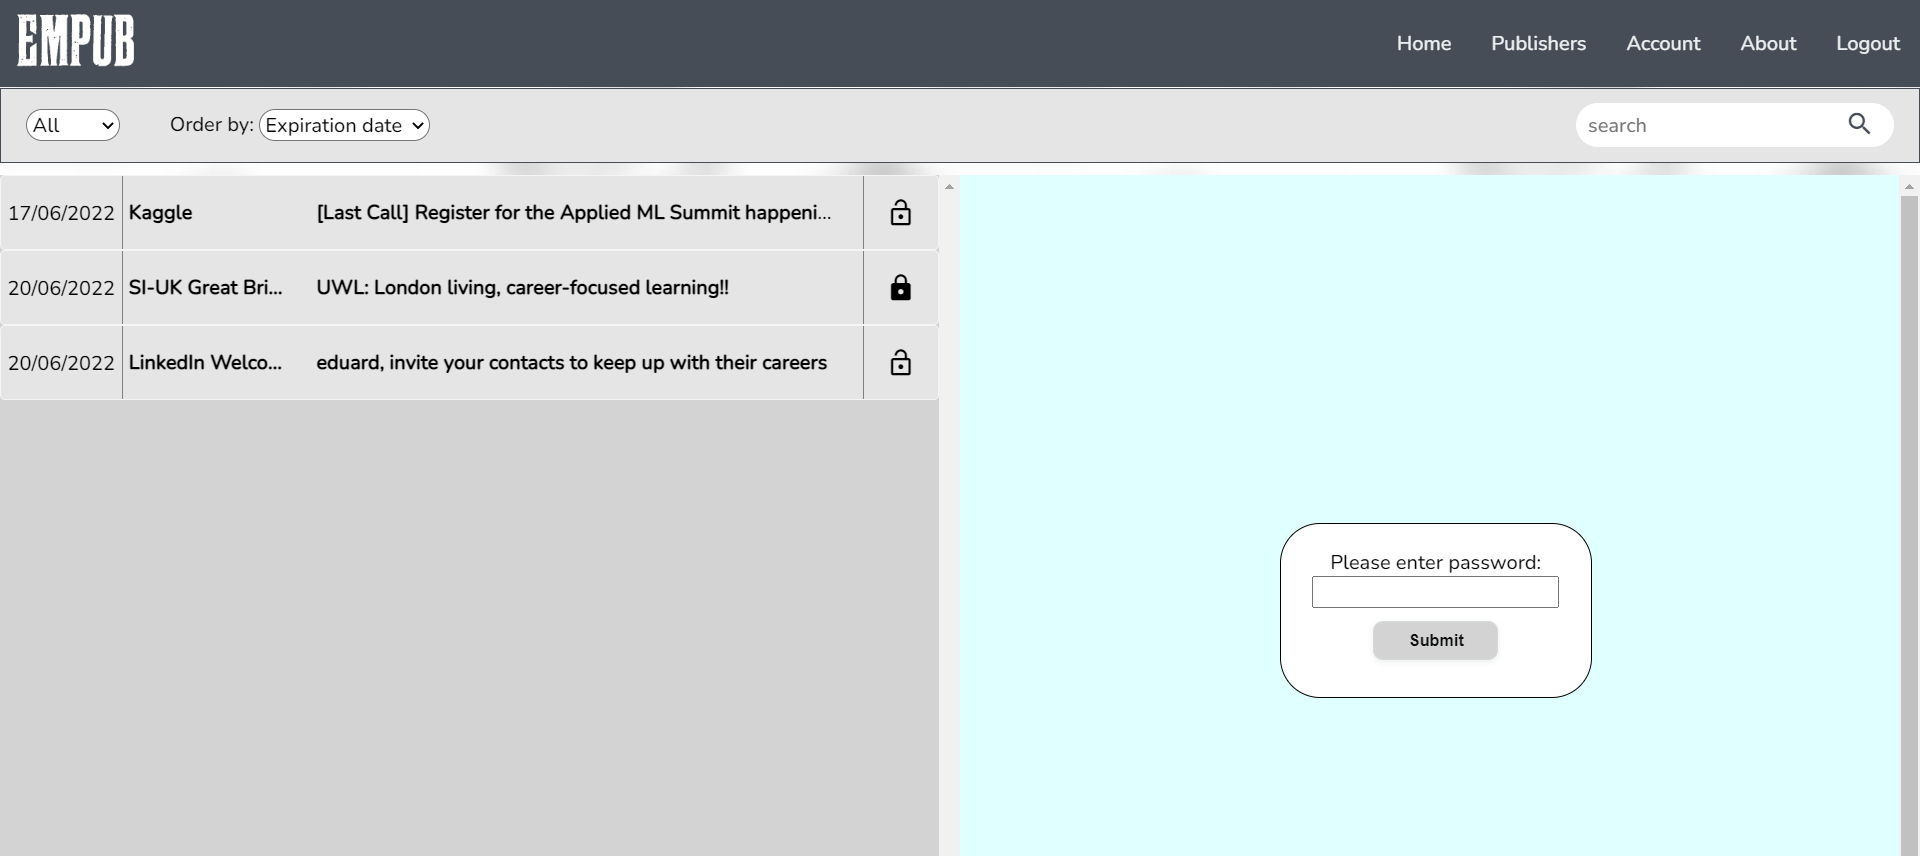 EMPUB
Home Publishers Account About Logout
All Order by: Expiration date search
17/06/2022 Kaggle [Last Call] Register for the Applied ML Summit happeni...
20/06/2022 SI-UK Great Bri... UWL: London living, career-focused learning!!
20/06/2022 LinkedIn Welco... eduard, invite your contacts to keep up with their careers
Please enter password:
Submit